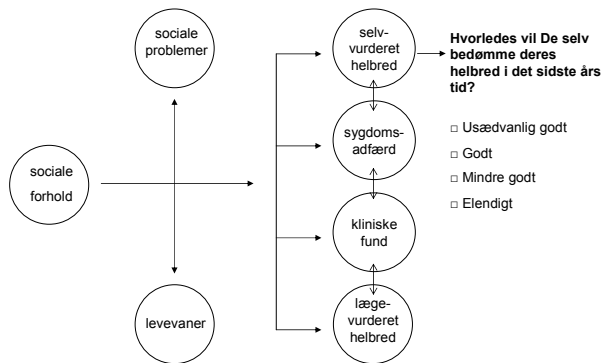 sociale
problemer
sociale
forhold
levevaner
selv-
vurderet
helbred
sygdoms-
adfærd
kliniske
fund
læge-
vurderet
helbred
Hvorledes vil De selv
bedømme deres
helbred i det sidste års
tid?
□ Usædvanlig godt
□ Godt
□ Mindre godt
□ Elendigt